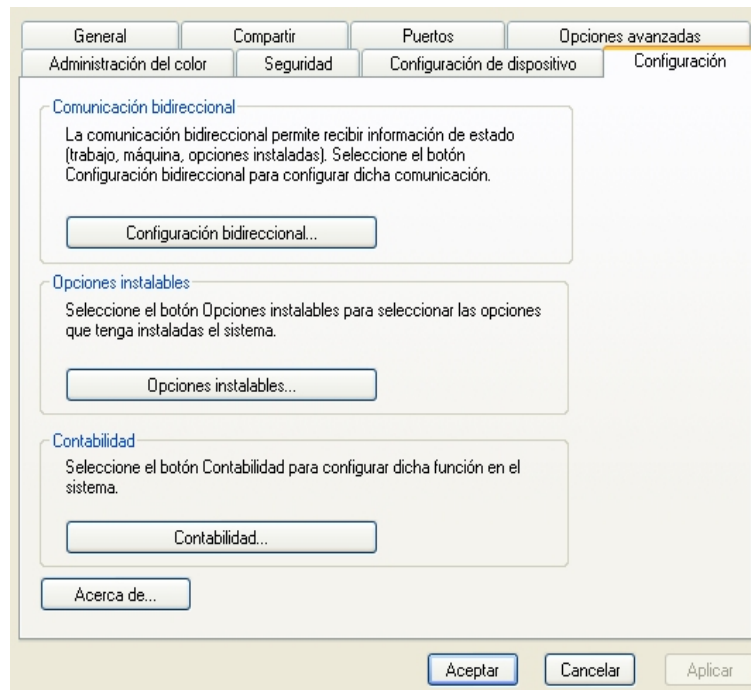 General
Compartir
Puertos
Opciones avanzadas
Administración del color
Seguridad
Configuración de dispositivo
Configuración
Comunicación bidireccional
La comunicación bidireccional permite recibir información de estado
(trabajo, máquina, opciones instaladas). Seleccione el botón
Configuración bidireccional para configurar dicha comunicación.
Configuración bidireccional...
Opciones instalables
Seleccione el botón Opciones instalables para seleccionar las opciones
que tenga instaladas el sistema.
Opciones instalables...
Contabilidad
Seleccione el botón Contabilidad para configurar dicha función en el
sistema.
Contabilidad...
Acerca de...
Aceptar
Cancelar
Aplicar